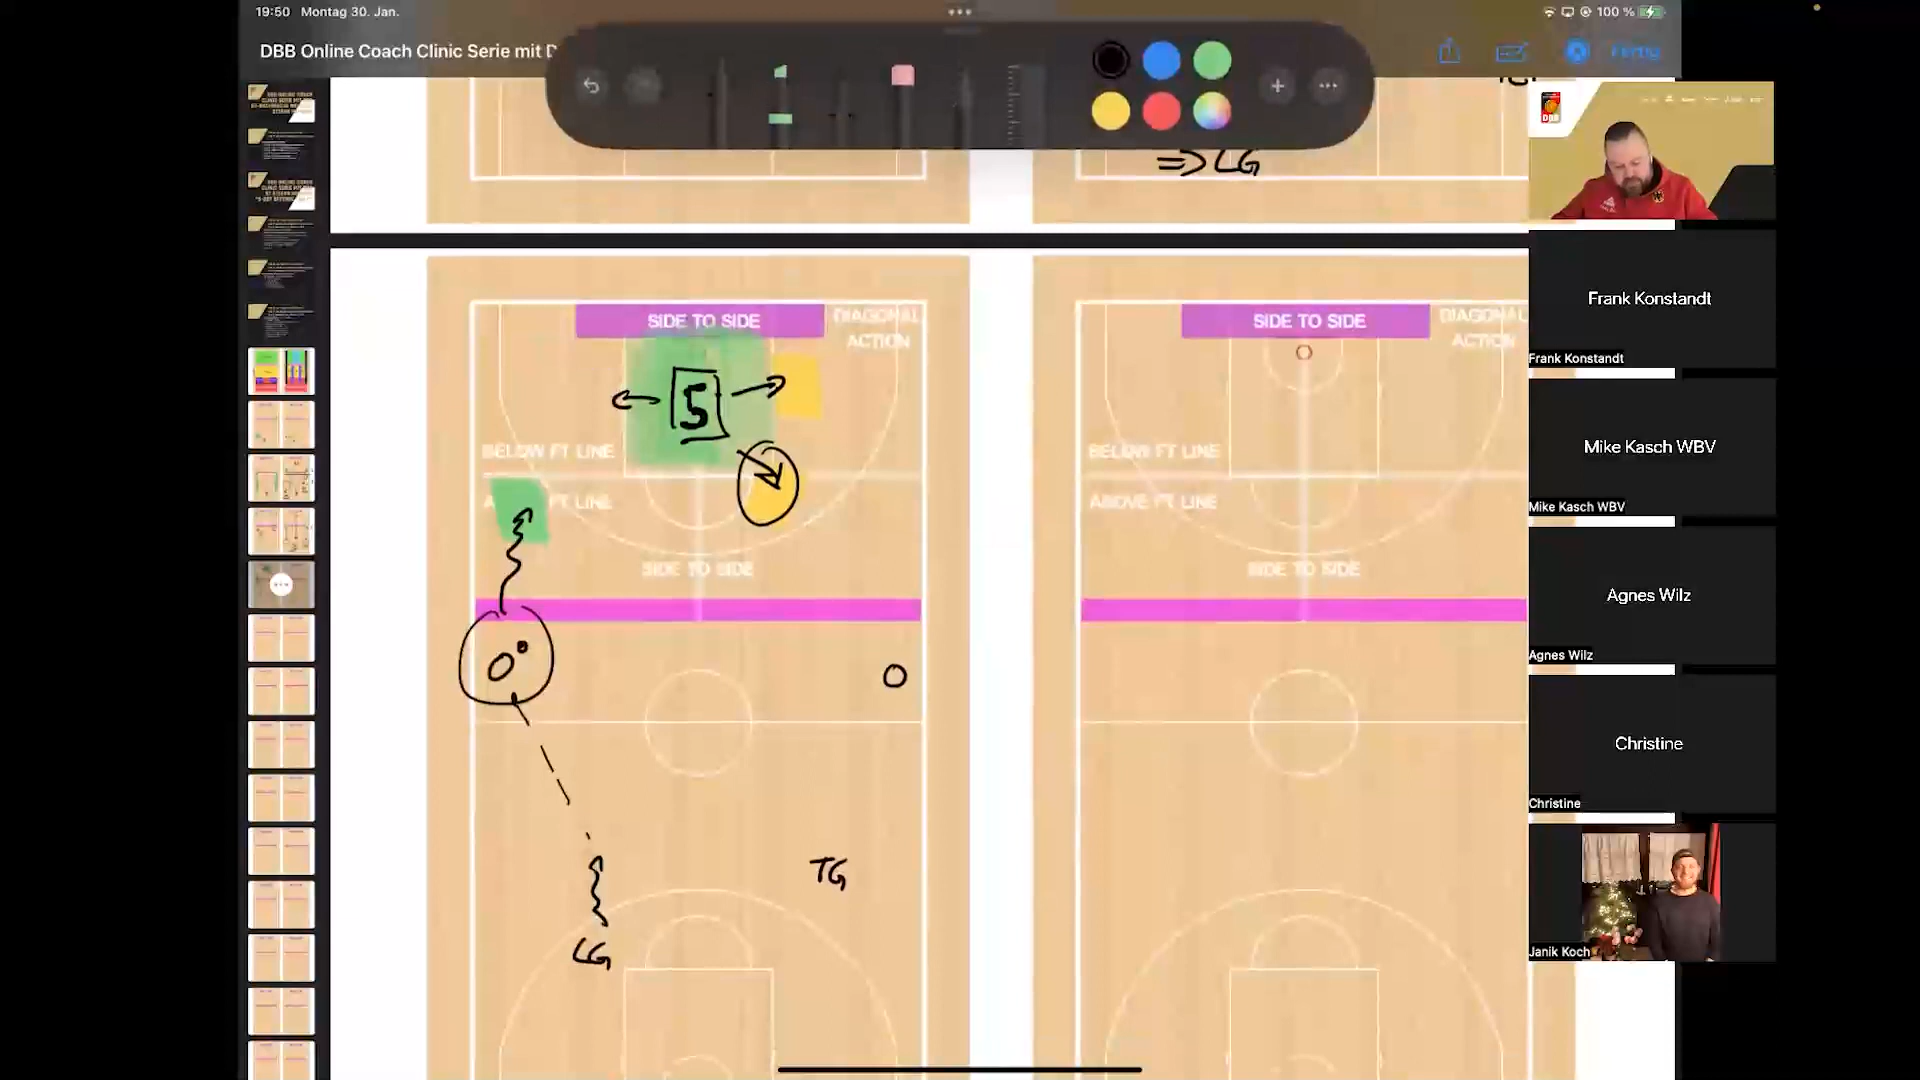 19:50 Montag 30. Jan.
100 %
DBB Online Coach Clinic Serie mit D
Fertig
=> LG
DBB
SIDE TO SIDE
DIAGONAL
ACTION
5
BELOW FT LINE
A FT LINE
SIDE TO SIDE
O
O
TG
LG
SIDE TO SIDE
DIAGONAL
ACTION
BELOW FT LINE
ABOVE FT LINE
SIDE TO SIDE
Frank Konstandt
Frank Konstandt
Mike Kasch WBV
Mike Kasch WBV
Agnes Wilz
Agnes Wilz
Christine
Christine
Janik Koch